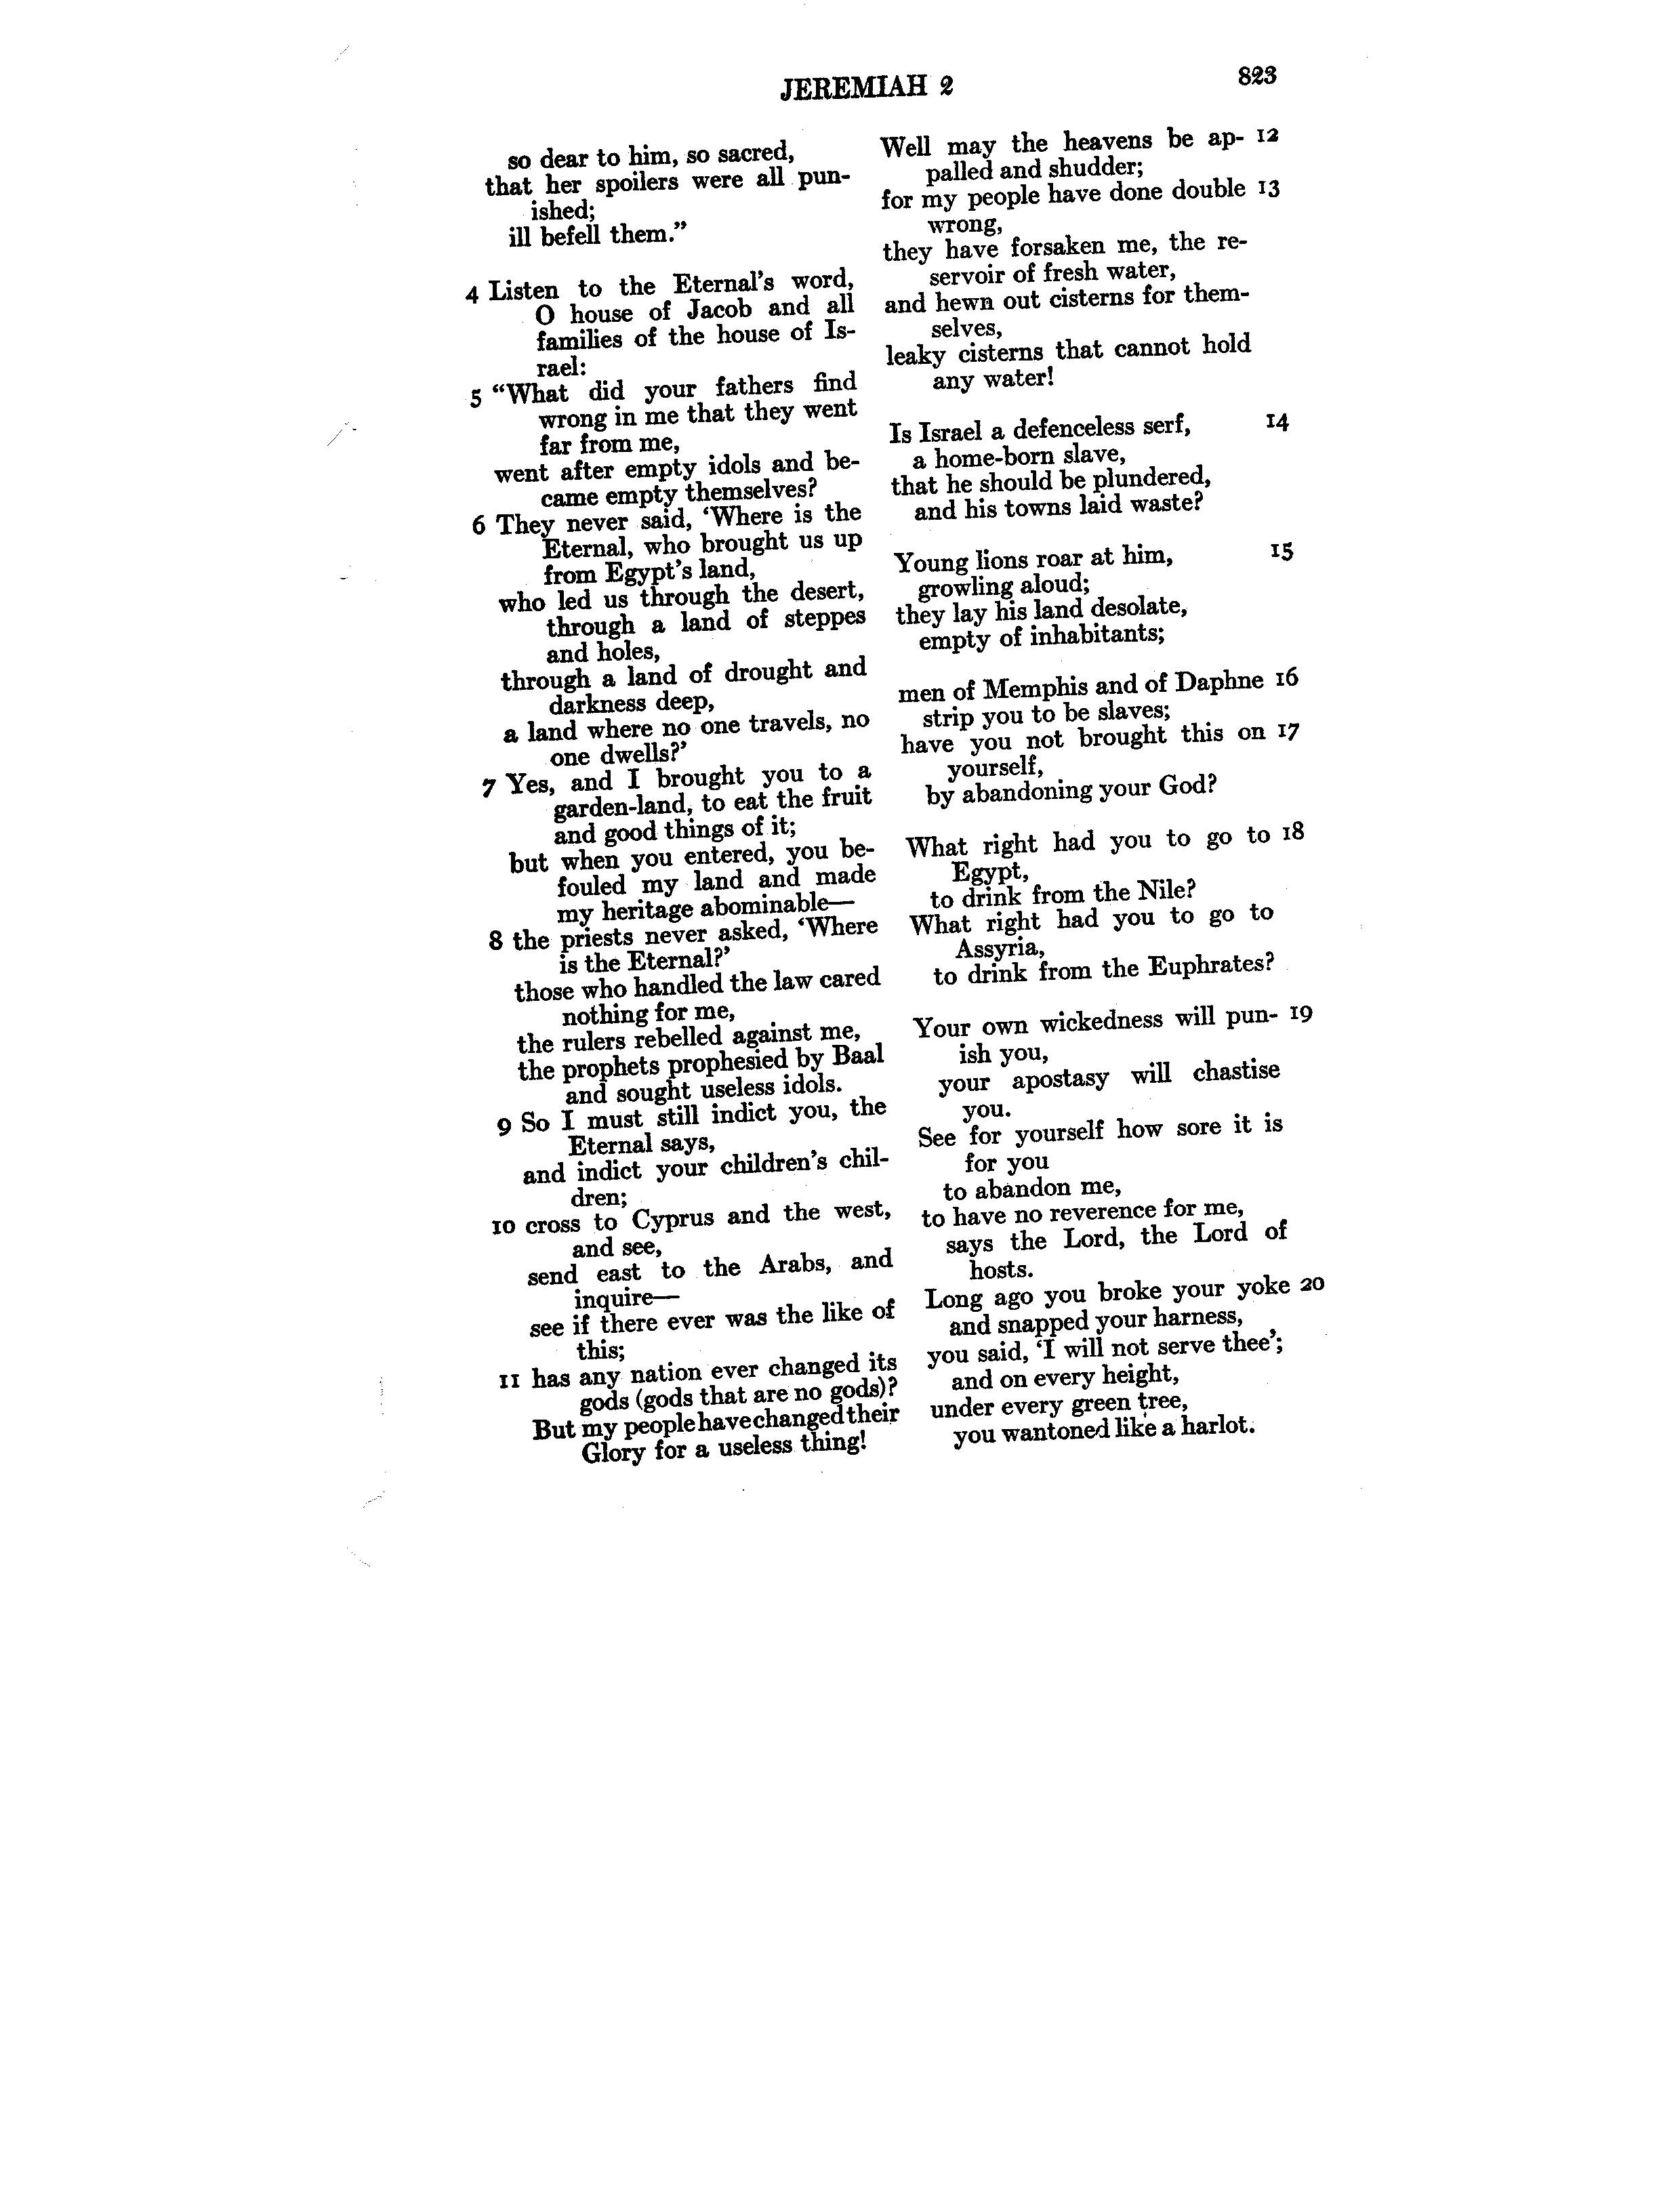 JEREMIAH 2
823
so dear to him, so sacred,
that her spoilers were all pun-
ished;
ill befell them.”
4 Listen to the Eternal’s word,
O house of Jacob and all
families of the house of Is-
rael:
5 “What did your fathers find
wrong in me that they went
far from me,
went after empty idols and be-
came empty themselves?
6 They never said, ‘Where is the
Eternal, who brought us up
from Egypt’s land,
who led us through the desert,
through a land of steppes
and holes,
through a land of drought and
darkness deep,
a land where no one travels, no
one dwells?’
7 Yes, and I brought you to a
garden-land, to eat the fruit
and good things of it;
but when you entered, you be-
fouled my land and made
my heritage abominable—
8 the priests never asked, ‘Where
is the Eternal?’
those who handled the law cared
nothing for me,
the rulers rebelled against me,
the prophets prophesied by Baal
and sought useless idols.
9 So I must still indict you, the
Eternal says,
and indict your children’s chil-
dren;
10 cross to Cyprus and the west,
and see,
send east to the Arabs, and
inquire—
see if there ever was the like of
this;
11 has any nation ever changed its
gods (gods that are no gods)?
But my people have changed their
Glory for a useless thing!
Well may the heavens be ap- 12
palled and shudder;
for my people have done double 13
wrong,
they have forsaken me, the re-
servoir of fresh water,
and hewn out cisterns for them-
selves,
leaky cisterns that cannot hold
any water!
Is Israel a defenceless serf, 14
a home-born slave,
that he should be plundered,
and his towns laid waste?
Young lions roar at him, 15
growling aloud;
they lay his land desolate,
empty of inhabitants;
men of Memphis and of Daphne 16
strip you to be slaves;
have you not brought this on 17
yourself,
by abandoning your God?
What right had you to go to 18
Egypt,
to drink from the Nile?
What right had you to go to
Assyria,
to drink from the Euphrates?
Your own wickedness will pun- 19
ish you,
your apostasy will chastise
you.
See for yourself how sore it is
for you
to abandon me,
to have no reverence for me,
says the Lord, the Lord of
hosts.
Long ago you broke your yoke 20
and snapped your harness,
you said, ‘I will not serve thee’;
and on every height,
under every green tree,
you wantoned like a harlot.